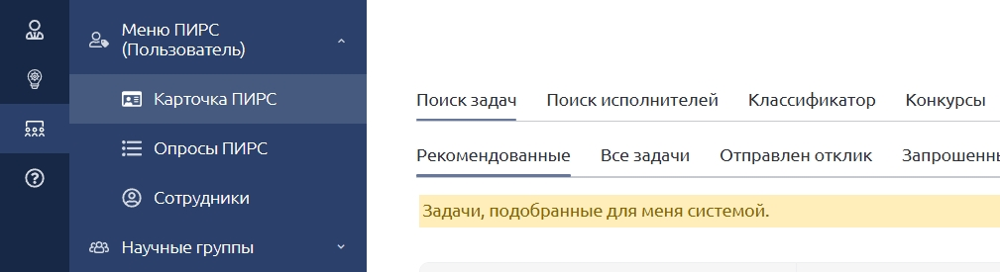 Меню ПИРС
(Пользователь)
Карточка ПИРС
Опросы ПИРС
Сотрудники
Научные группы
Поиск задач Поиск исполнителей Классификатор Конкурсы
Рекомендованные Все задачи Отправлен отклик
Задачи, подобранные для меня системой.